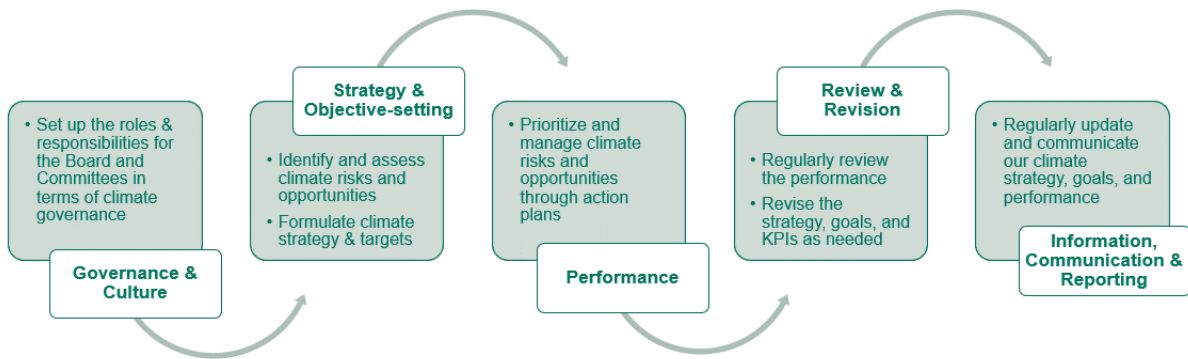 • Set up the roles &
responsibilities for
the Board and
Committees in
terms of climate
governance
Governance &
Culture
Strategy &
Objective-setting
• Identify and assess
climate risks and
opportunities
• Formulate climate
strategy & targets
• Prioritize and
manage climate
risks and
opportunities
through action
plans
Performance
Review &
Revision
• Regularly review
the performance
• Revise the
strategy, goals, and
KPIs as needed
• Regularly update
and communicate
our climate
strategy, goals, and
performance
Information,
Communication &
Reporting